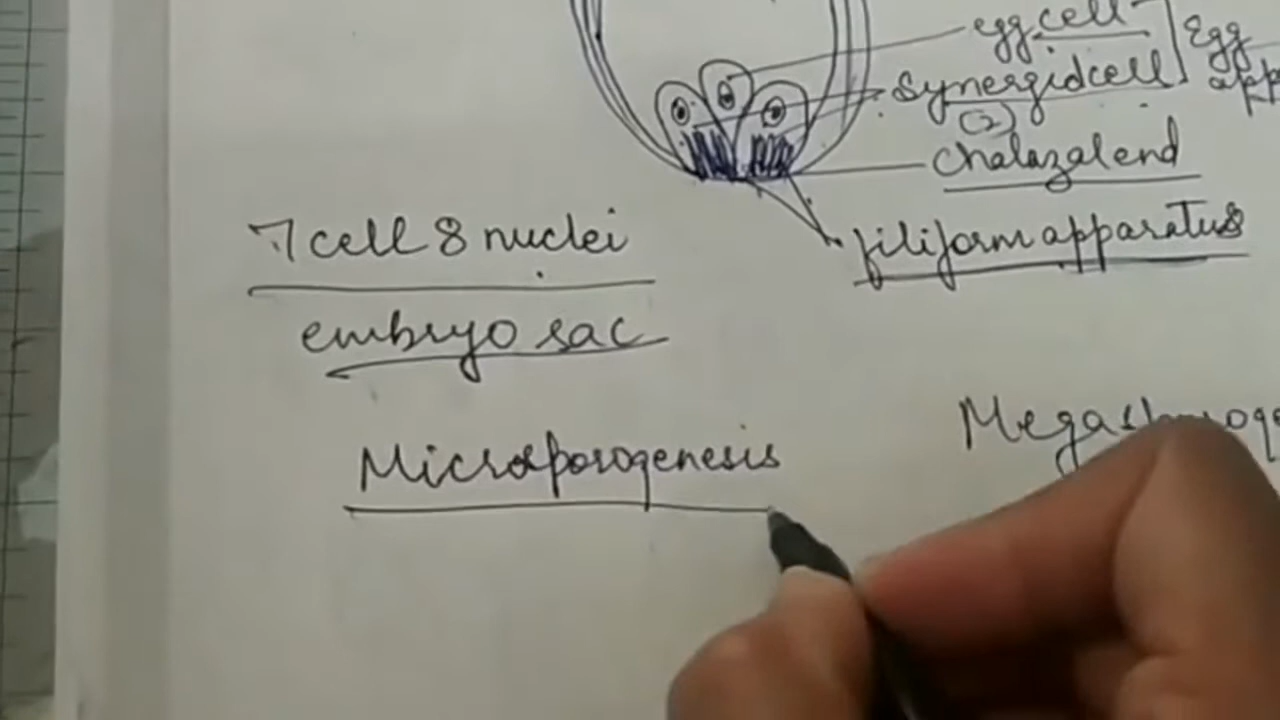 egg cell
Egg
synergid cell
(2)
chalazal end
filiform apparatus
7 cell 8 nuclei
embryo sac
Microsporogenesis